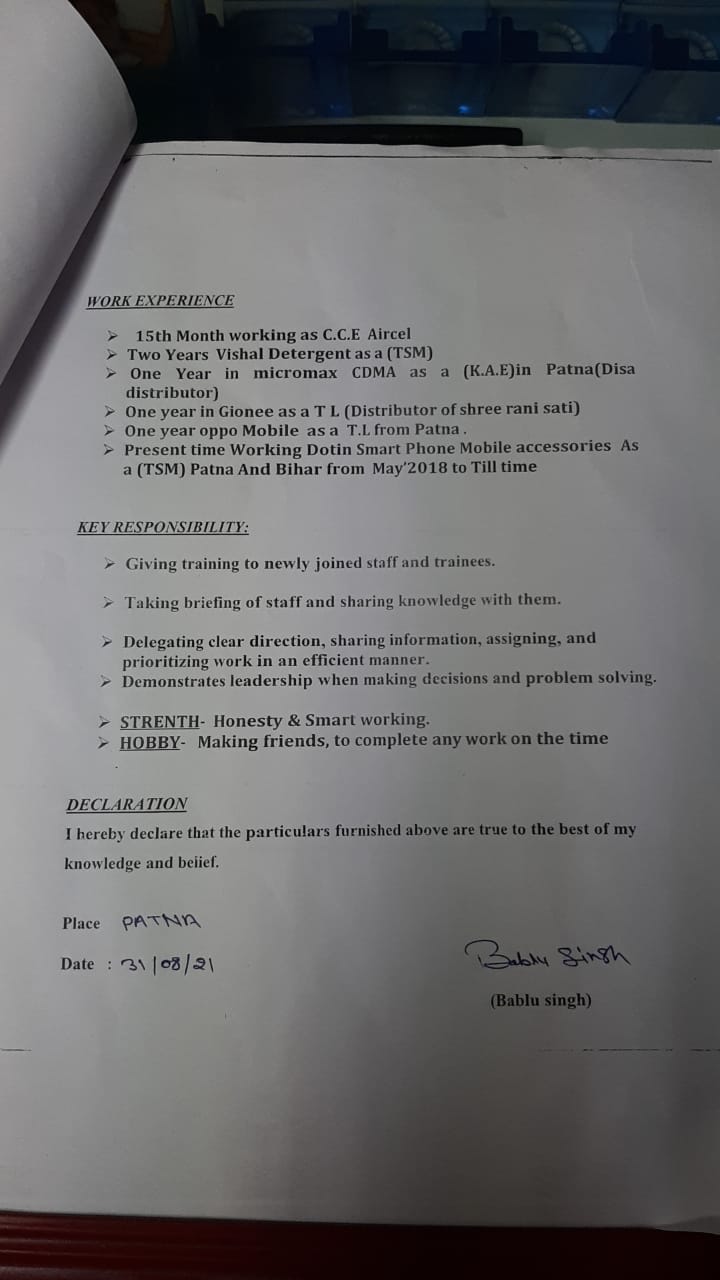 WORK EXPERIENCE
➢ 15th Month working as C.C.E Aircel
➢ Two Years Vishal Detergent as a (TSM)
➢ One Year in micromax CDMA as a (K.A.E)in Patna(Disa
distributor)
➢ One year in Gionee as a T L (Distributor of shree rani sati)
➢ One year oppo Mobile as a T.L from Patna .
➢ Present time Working Dotin Smart Phone Mobile accessories As
a (TSM) Patna And Bihar from May'2018 to Till time
KEY RESPONSIBILITY:
➢ Giving training to newly joined staff and trainees.
➢ Taking briefing of staff and sharing knowledge with them.
➢ Delegating clear direction, sharing information, assigning, and
prioritizing work in an efficient manner.
➢ Demonstrates leadership when making decisions and problem solving.
➢ STRENTH- Honesty & Smart working.
➢ HOBBY- Making friends, to complete any work on the time
DECLARATION
I hereby declare that the particulars furnished above are true to the best of my
knowledge and belief.
Place PATNA
Date : 31/08/21
Bablu Singh
(Bablu singh)